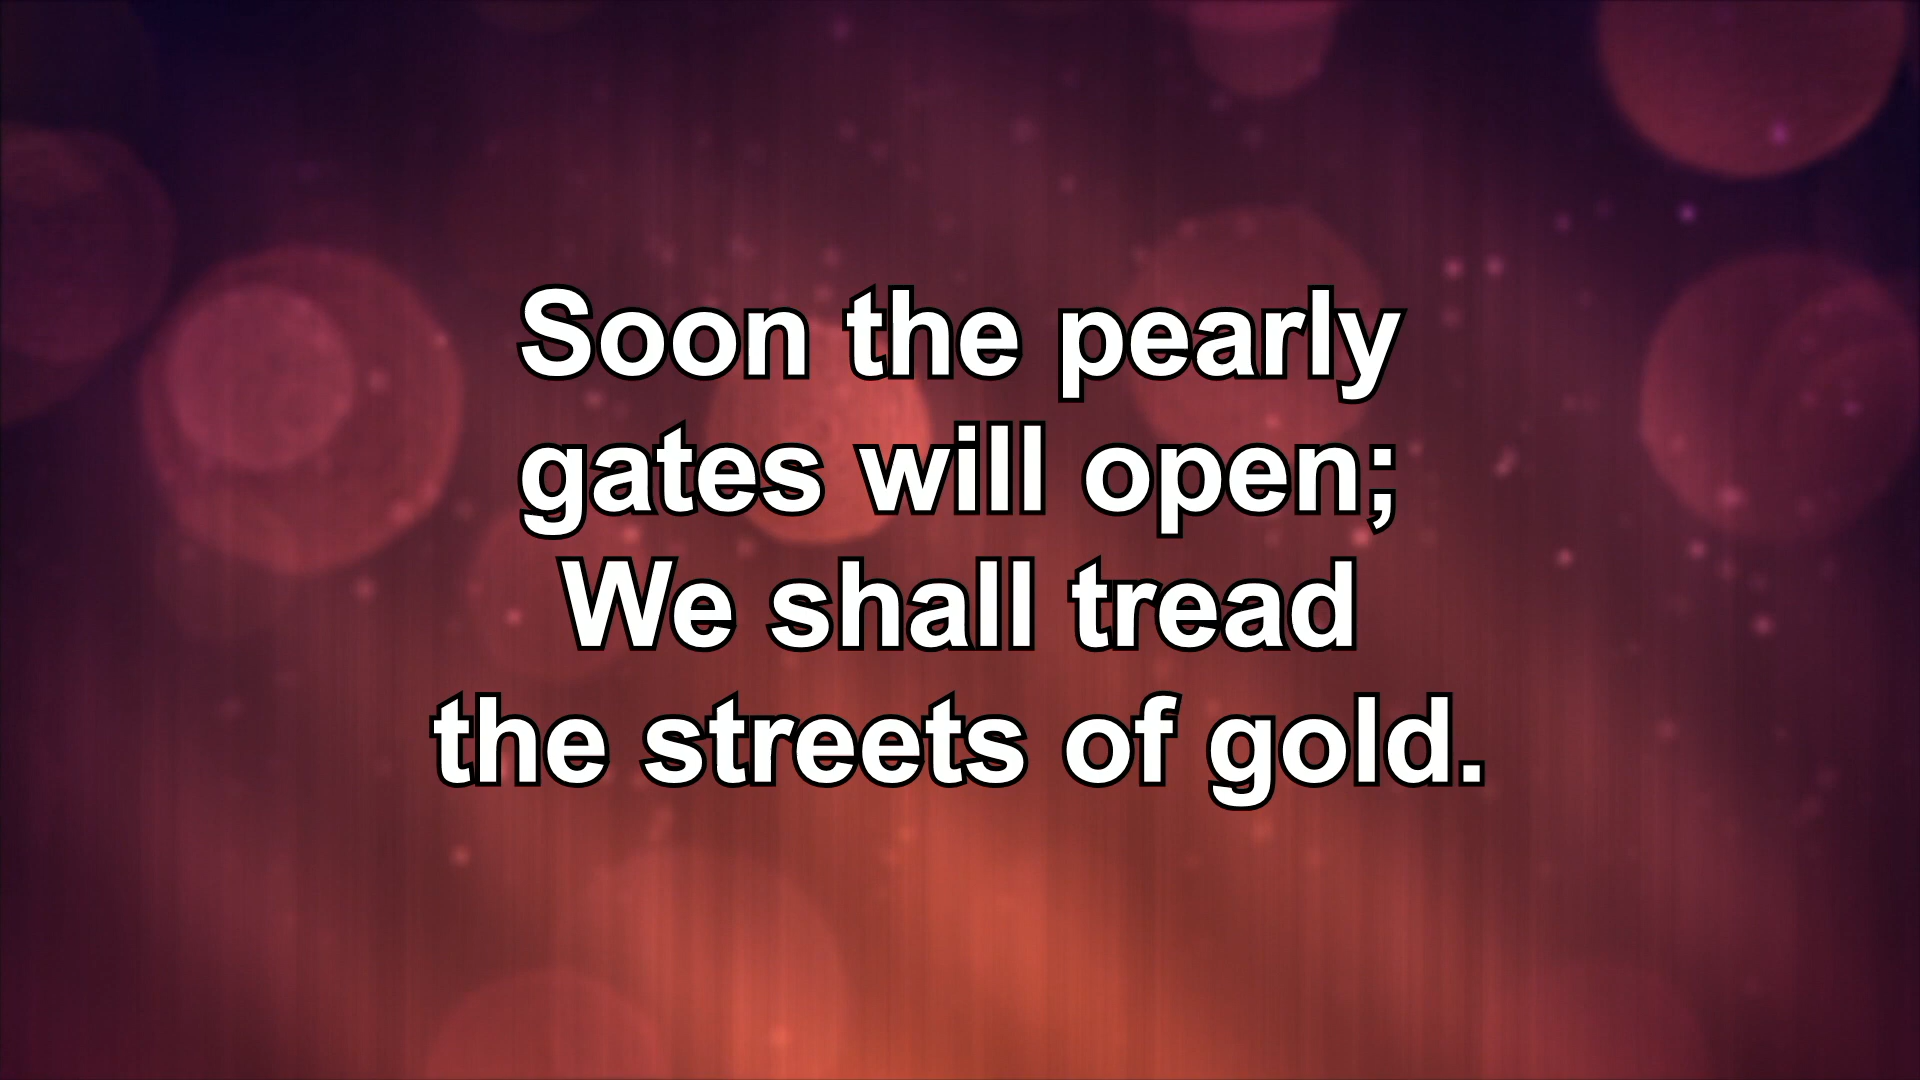 Soon the pearly
gates will open;
We shall tread
the streets of gold.